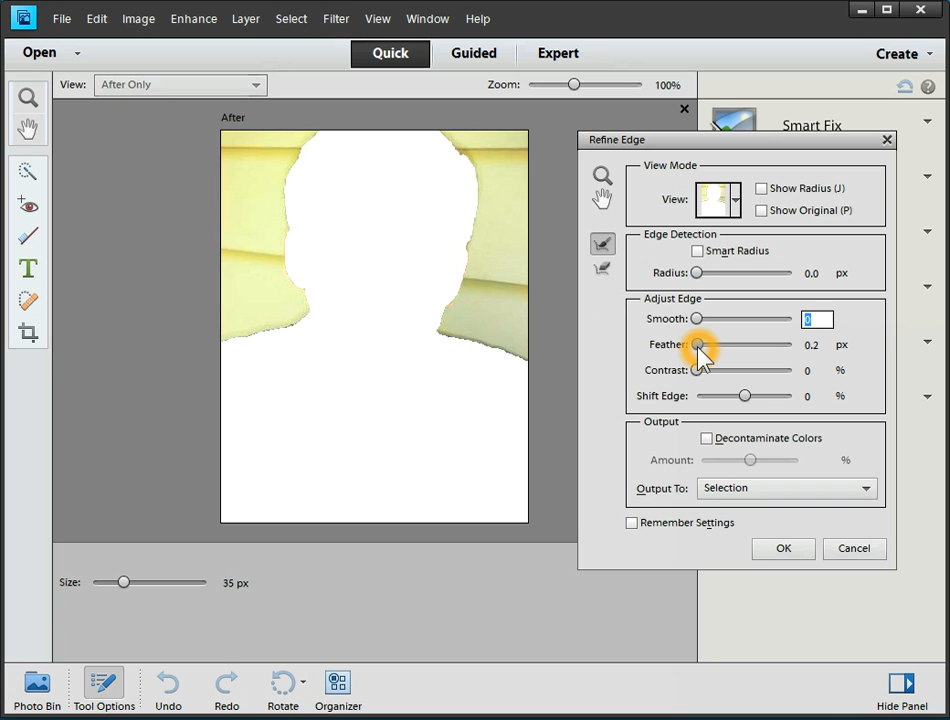 File Edit Image Enhance Layer Select Filter View Window Help
Open Quick Guided Expert Create
View: After Only Zoom: 100%
After
Smart Fix
Refine Edge
View Mode
View: Show Radius (J)
Show Original (P)
Edge Detection
Smart Radius
Radius: 0.0 px
Adjust Edge
Smooth: 0
Feather: 0.2 px
Contrast: 0 %
Shift Edge: 0 %
Output
Decontaminate Colors
Amount: %
Output To: Selection
Remember Settings
OK Cancel
Size: 35 px
Photo Bin Tool Options Undo Redo Rotate Organizer Hide Panel